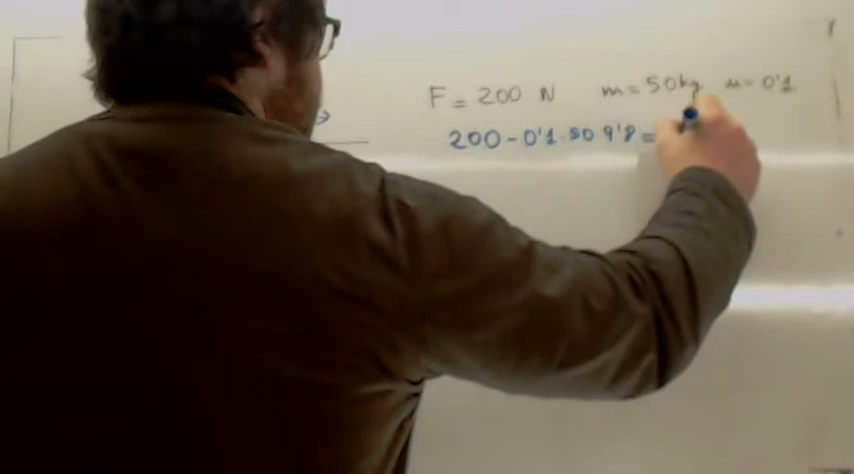 F = 200 N m = 50 kg μ = 0'1
200 - 0'1 · 50 9'8 =